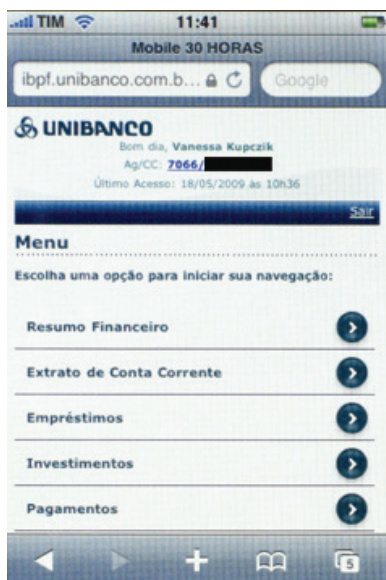 TIM 11:41
Mobile 30 HORAS
ibpf.unibanco.com.b... Google
UNIBANCO
Bom dia, Vanessa Kupczik
Ag/CC: 7066/
Último Acesso: 18/05/2009 às 10h36
Sair
Menu
Escolha uma opção para iniciar sua navegação:
Resumo Financeiro
Extrato de Conta Corrente
Empréstimos
Investimentos
Pagamentos
5